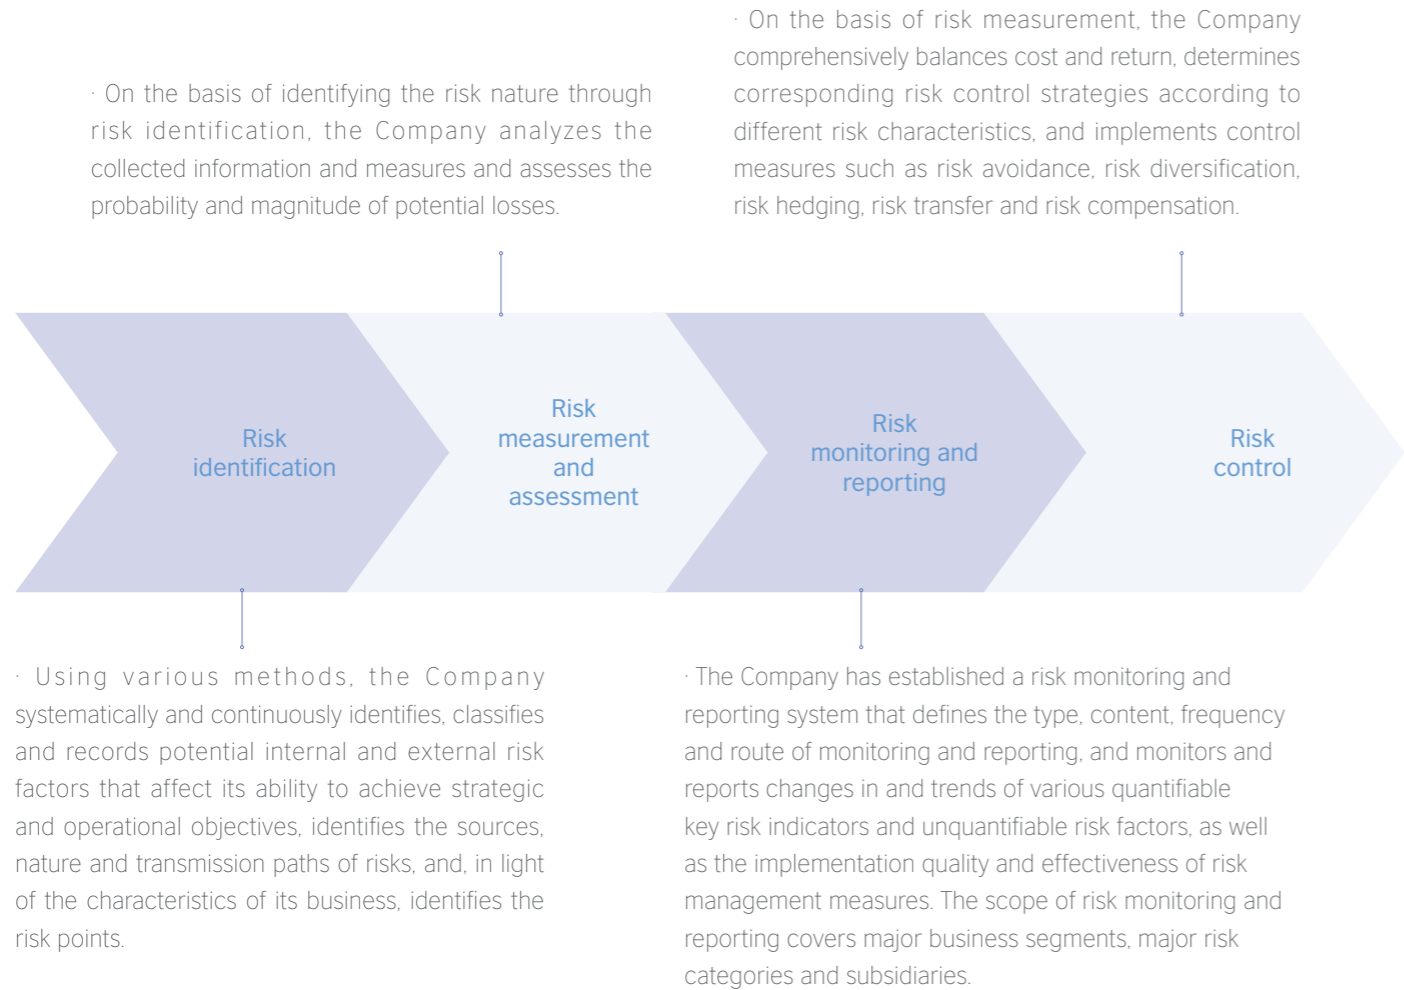 · On the basis of identifying the risk nature through
risk identification, the Company analyzes the
collected information and measures and assesses the
probability and magnitude of potential losses.
· On the basis of risk measurement, the Company
comprehensively balances cost and return, determines
corresponding risk control strategies according to
different risk characteristics, and implements control
measures such as risk avoidance, risk diversification,
risk hedging, risk transfer and risk compensation.
Risk
identification
Risk
measurement
and
assessment
Risk
monitoring and
reporting
Risk
control
· Using various methods, the Company
systematically and continuously identifies, classifies
and records potential internal and external risk
factors that affect its ability to achieve strategic
and operational objectives, identifies the sources,
nature and transmission paths of risks, and, in light
of the characteristics of its business, identifies the
risk points.
· The Company has established a risk monitoring and
reporting system that defines the type, content, frequency
and route of monitoring and reporting, and monitors and
reports changes in and trends of various quantifiable
key risk indicators and unquantifiable risk factors, as well
as the implementation quality and effectiveness of risk
management measures. The scope of risk monitoring and
reporting covers major business segments, major risk
categories and subsidiaries.